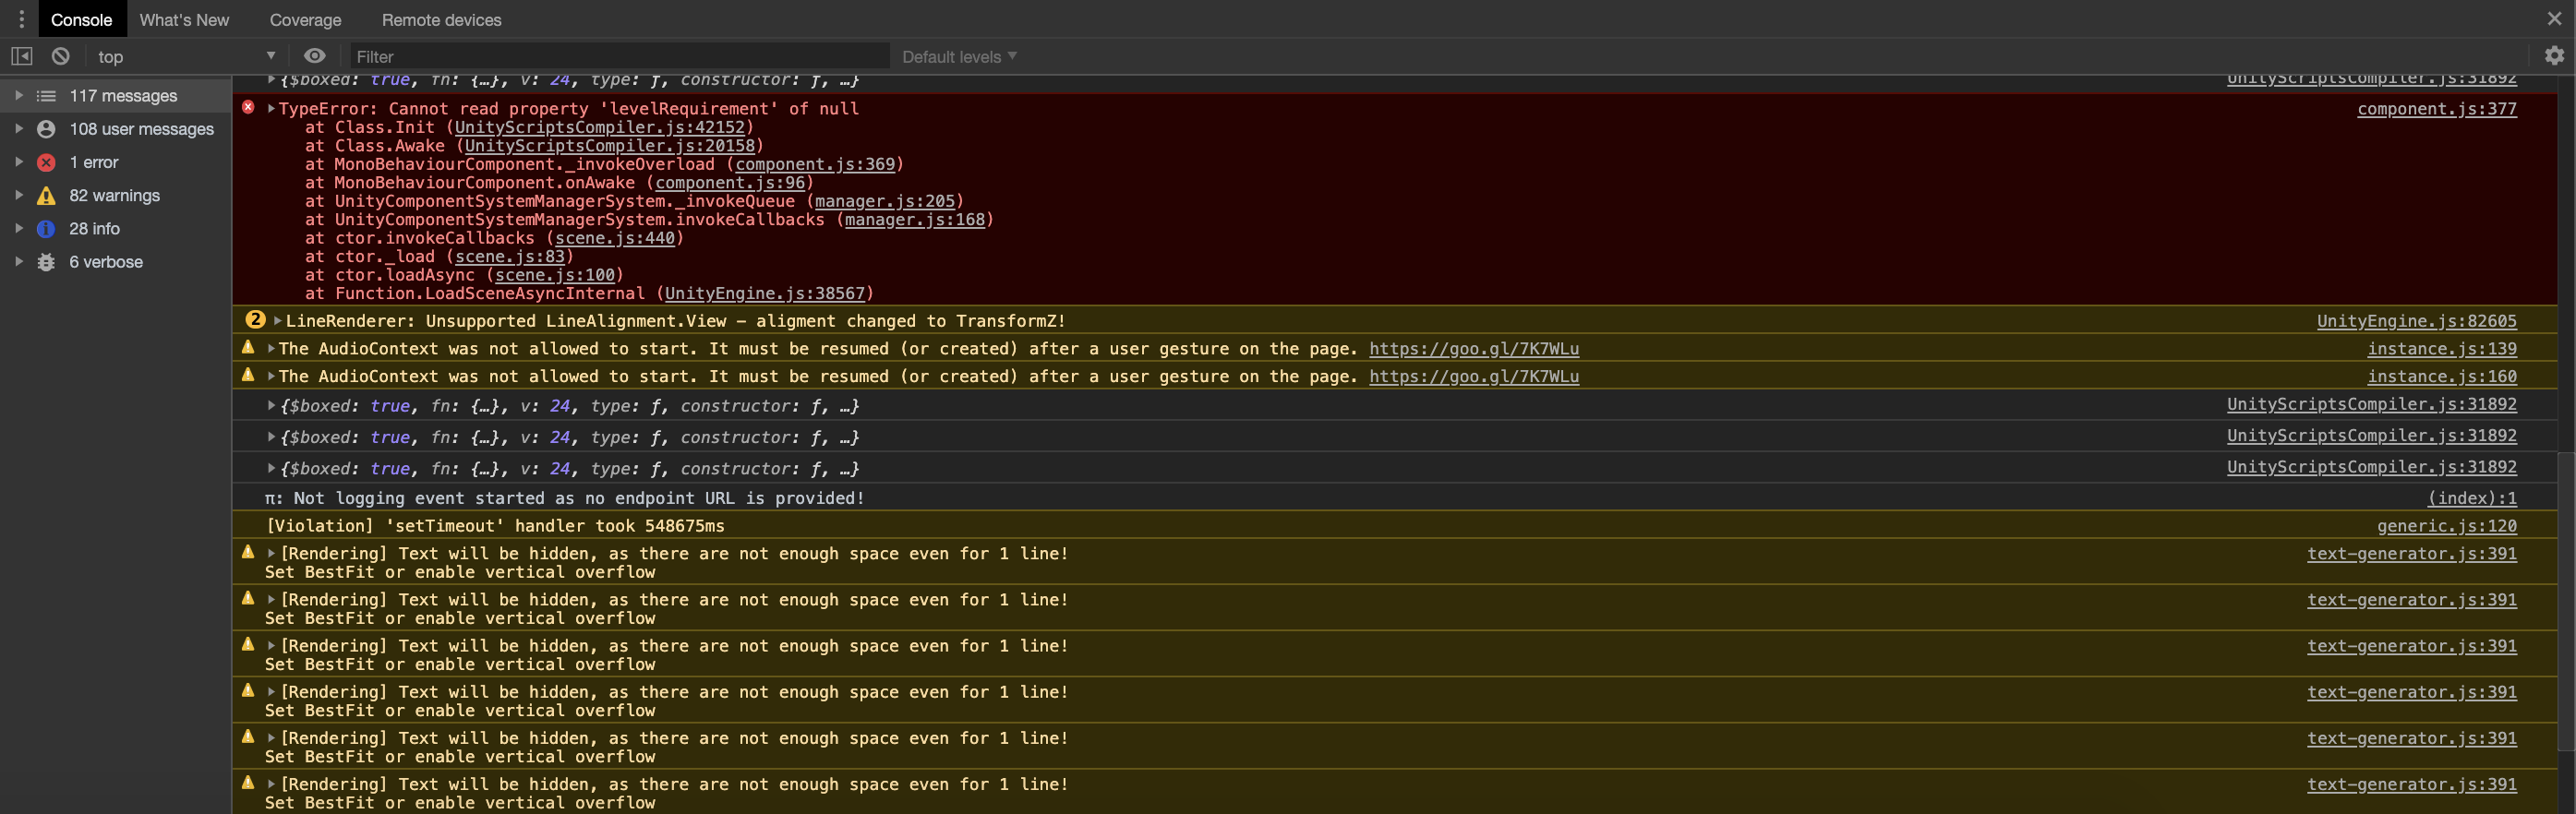 Console What's New Coverage Remote devices
top Filter Default levels
117 messages
108 user messages
1 error
82 warnings
28 info
6 verbose
{$boxed: true, fn: {…}, v: 24, type: ƒ, constructor: ƒ, …} UnityScriptsCompiler.js:31892
TypeError: Cannot read property 'levelRequirement' of null component.js:377
at Class.Init (UnityScriptsCompiler.js:42152)
at Class.Awake (UnityScriptsCompiler.js:20158)
at MonoBehaviourComponent._invokeOverload (component.js:369)
at MonoBehaviourComponent.onAwake (component.js:96)
at UnityComponentSystemManagerSystem._invokeQueue (manager.js:205)
at UnityComponentSystemManagerSystem.invokeCallbacks (manager.js:168)
at ctor.invokeCallbacks (scene.js:440)
at ctor._load (scene.js:83)
at ctor.loadAsync (scene.js:100)
at Function.LoadSceneAsyncInternal (UnityEngine.js:38567)
2 LineRenderer: Unsupported LineAlignment.View – aligment changed to TransformZ! UnityEngine.js:82605
The AudioContext was not allowed to start. It must be resumed (or created) after a user gesture on the page. https://goo.gl/7K7WLu instance.js:139
The AudioContext was not allowed to start. It must be resumed (or created) after a user gesture on the page. https://goo.gl/7K7WLu instance.js:160
{$boxed: true, fn: {…}, v: 24, type: ƒ, constructor: ƒ, …} UnityScriptsCompiler.js:31892
{$boxed: true, fn: {…}, v: 24, type: ƒ, constructor: ƒ, …} UnityScriptsCompiler.js:31892
{$boxed: true, fn: {…}, v: 24, type: ƒ, constructor: ƒ, …} UnityScriptsCompiler.js:31892
π: Not logging event started as no endpoint URL is provided! (index):1
[Violation] 'setTimeout' handler took 548675ms generic.js:120
[Rendering] Text will be hidden, as there are not enough space even for 1 line! text-generator.js:391
Set BestFit or enable vertical overflow
[Rendering] Text will be hidden, as there are not enough space even for 1 line! text-generator.js:391
Set BestFit or enable vertical overflow
[Rendering] Text will be hidden, as there are not enough space even for 1 line! text-generator.js:391
Set BestFit or enable vertical overflow
[Rendering] Text will be hidden, as there are not enough space even for 1 line! text-generator.js:391
Set BestFit or enable vertical overflow
[Rendering] Text will be hidden, as there are not enough space even for 1 line! text-generator.js:391
Set BestFit or enable vertical overflow
[Rendering] Text will be hidden, as there are not enough space even for 1 line! text-generator.js:391
Set BestFit or enable vertical overflow